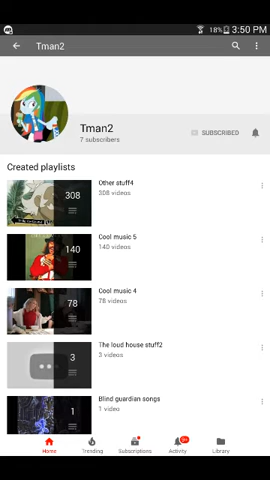 18% 3:50 PM
Tman2
Tman2
7 subscribers
SUBSCRIBED
Created playlists
Other stuff4
308 videos
308
Cool music 5
140 videos
140
Cool music 4
78 videos
78
The loud house stuff2
3 videos
3
Blind guardian songs
1 video
1
9+
Home Trending Subscriptions Activity Library